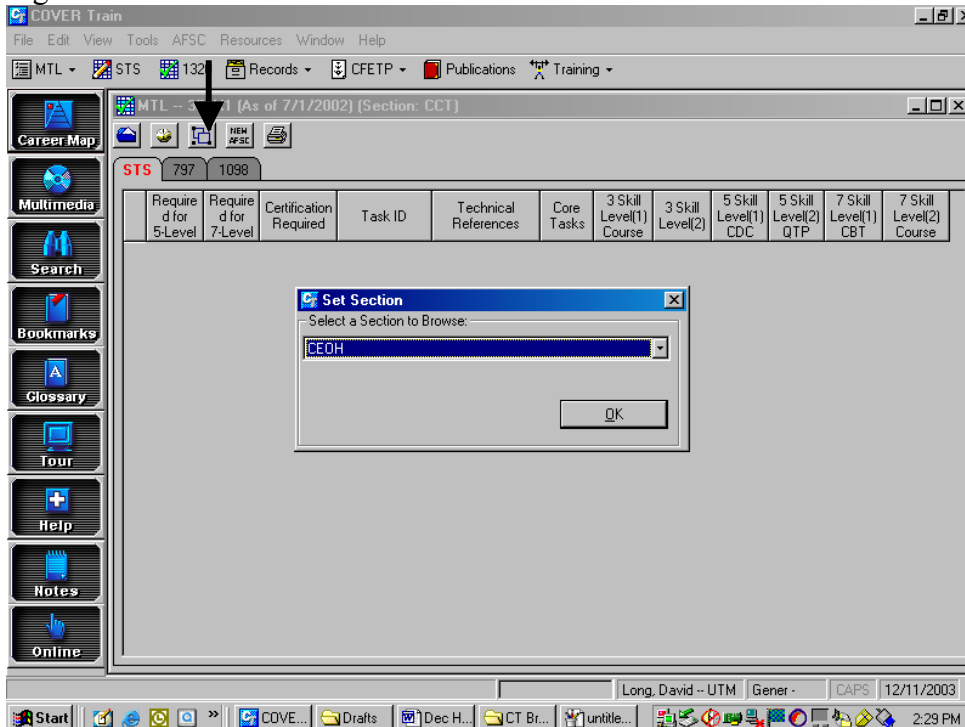 COVER Train
File Edit View Tools AFSC Resources Window Help
MTL STS 132 Records CFETP Publications Training
MTL -- 3 1 (As of 7/1/2002) (Section: CCT)
NEW AFSC
STS 797 1098
Require d for 5-Level Require d for 7-Level Certification Required Task ID Technical References Core Tasks 3 Skill Level(1) Course 3 Skill Level(2) 5 Skill Level(1) CDC 5 Skill Level(2) QTP 7 Skill Level(1) CBT 7 Skill Level(2) Course
Career Map
Multimedia
Search
Bookmarks
Glossary
Tour
Help
Notes
Online
Set Section
Select a Section to Browse:
CEOH
OK
Long, David -- UTM Gener - CAPS 12/11/2003
Start COVE... Drafts Dec H... CT Br... untitle... 2:29 PM